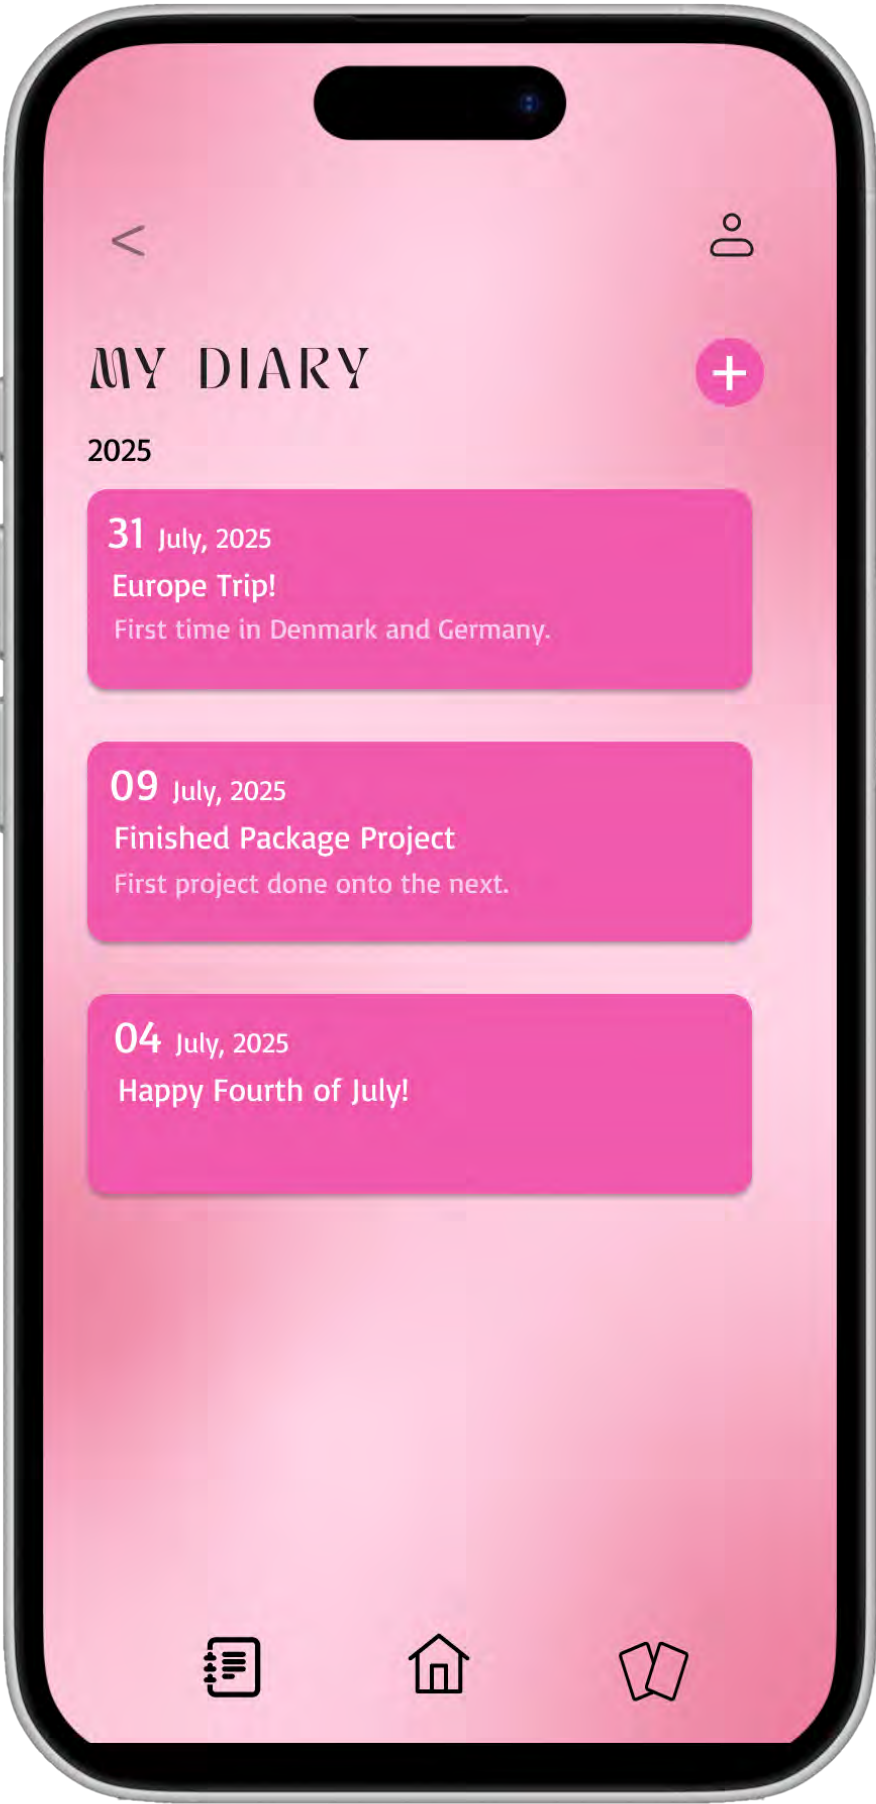 <
MY DIARY
+
2025
31 July, 2025
Europe Trip!
First time in Denmark and Germany.
09 July, 2025
Finished Package Project
First project done onto the next.
04 July, 2025
Happy Fourth of July!